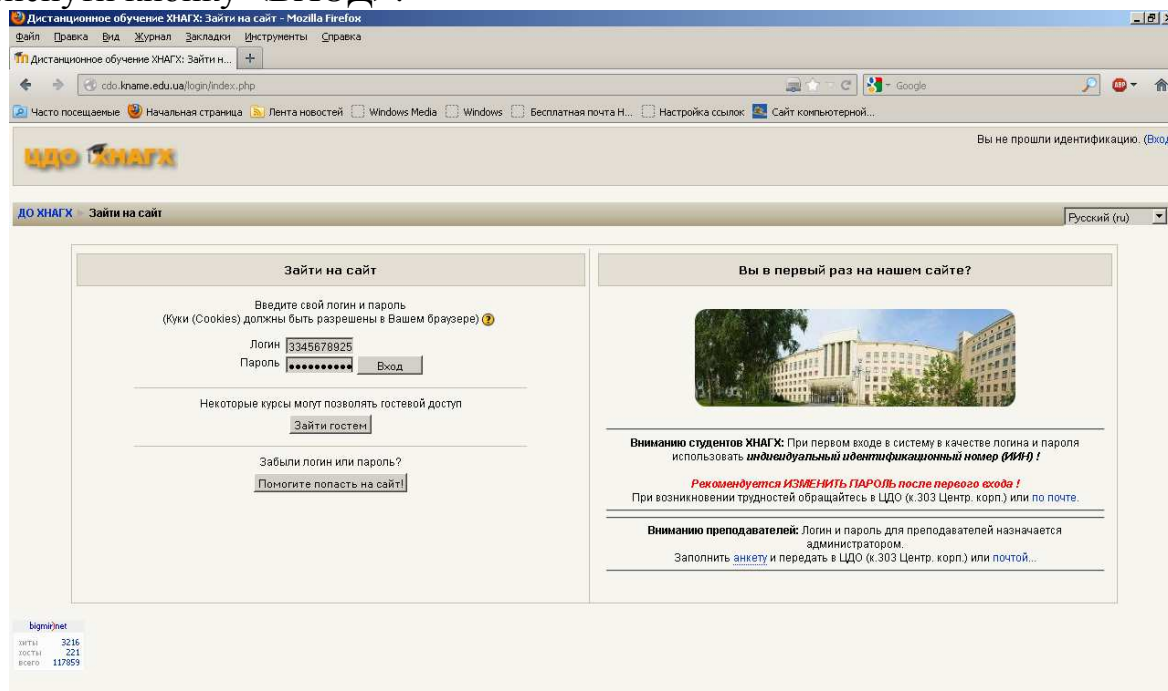 кнопку «ВХОД».
Дистанционное обучение ХНАГХ: Зайти на сайт - Mozilla Firefox
Файл Правка Вид Журнал Закладки Инструменты Справка
Дистанционное обучение ХНАГХ: Зайти н... +
cdo.kname.edu.ua/login/index.php Google
Часто посещаемые Начальная страница Лента новостей Windows Media Windows Бесплатная почта H... Настройка ссылок Сайт компьютерной...
ЦДО ХНАГХ
Вы не прошли идентификацию. (Вход
ДО ХНАГХ ► Зайти на сайт
Русский (ru)
Зайти на сайт
Введите свой логин и пароль
(Куки (Cookies) должны быть разрешены в Вашем браузере)
Логин 3345678925
Пароль ●●●●●●●●●● Вход
Некоторые курсы могут позволять гостевой доступ
Зайти гостем
Забыли логин или пароль?
Помогите попасть на сайт!
Вы в первый раз на нашем сайте?
Вниманию студентов ХНАГХ: При первом входе в систему в качестве логина и пароля
использовать индивидуальный идентификационный номер (ИИН) !
Рекомендуется ИЗМЕНИТЬ ПАРОЛЬ после первого входа !
При возникновении трудностей обращайтесь в ЦДО (к.303 Центр. корп.) или по почте.
Вниманию преподавателей: Логин и пароль для преподавателей назначается
администратором.
Заполнить анкету и передать в ЦДО (к.303 Центр. корп.) или почтой...
bigmir)net
хиты 3216
хосты 221
всего 117859